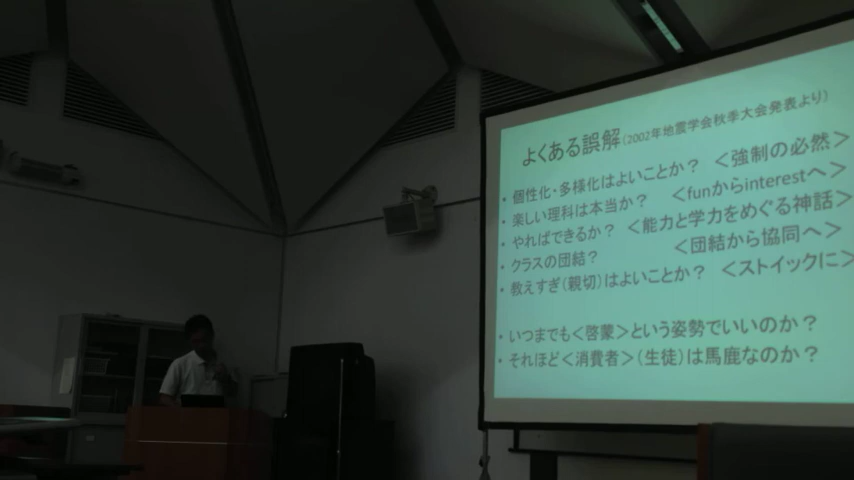 よくある誤解(2002年地震学会秋季大会発表より)
• 個性化・多様化はよいことか? <強制の必然>
• 楽しい理科は本当か? <funからinterestへ>
• やればできるか? <能力と学力をめぐる神話>
• クラスの団結? <団結から協同へ>
• 教えすぎ(親切)はよいことか? <ストイックに>
• いつまでも<啓蒙>という姿勢でいいのか?
• それほど<消費者>(生徒)は馬鹿なのか?